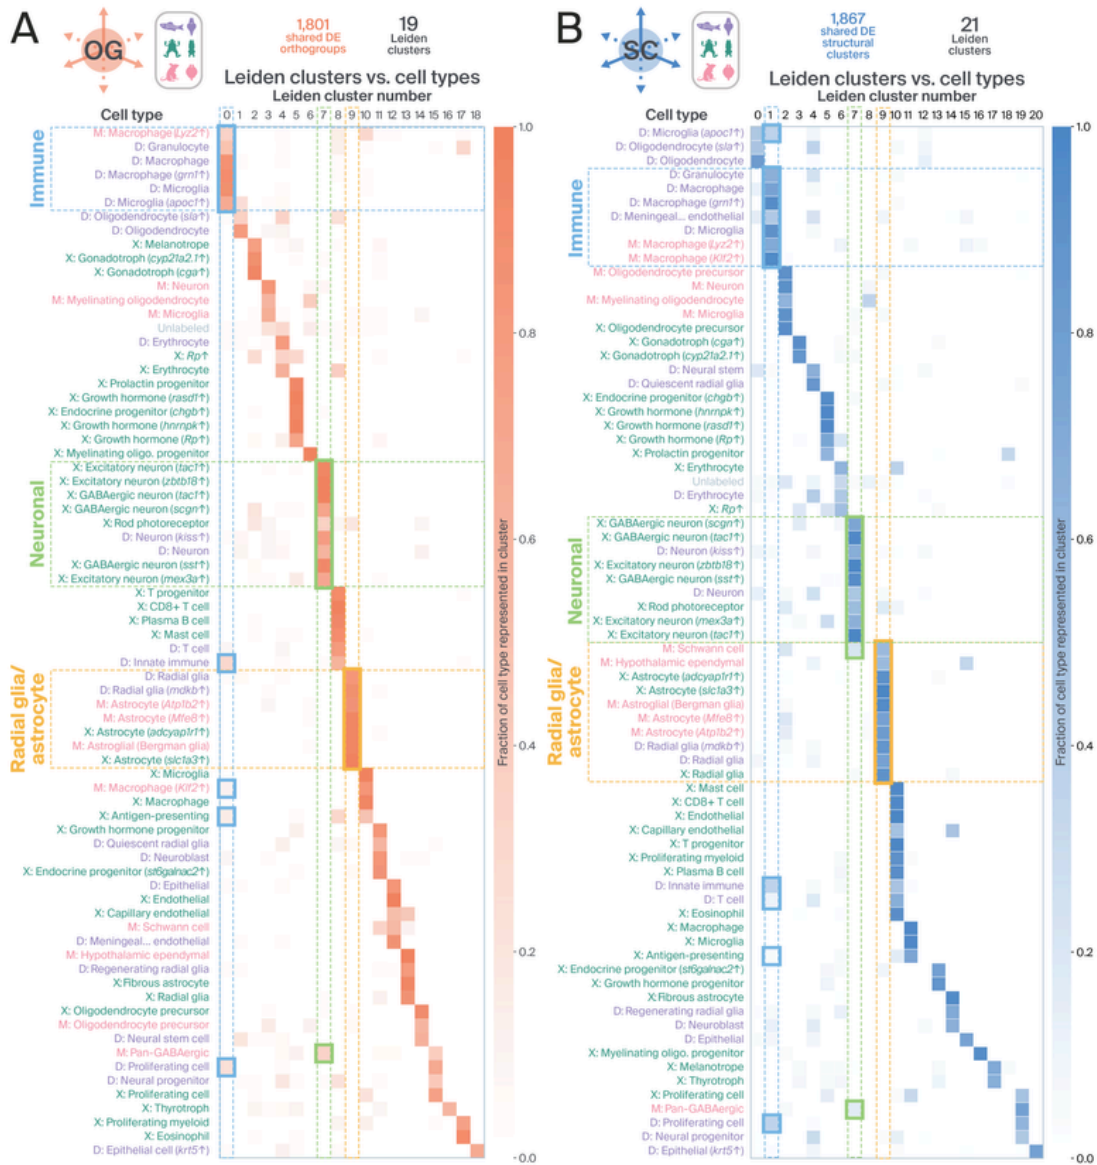 A
OG
1,801
shared DE
orthogroups
19
Leiden
clusters
Leiden clusters vs. cell types
Leiden cluster number
Cell type
0 1 2 3 4 5 6 7 8 9 10 11 12 13 14 15 16 17 18
Immune
M: Macrophage (Lyz2↑)
D: Granulocyte
D: Macrophage
D: Macrophage (grn1↑)
D: Microglia
D: Microglia (apoc1↑)
D: Oligodendrocyte (sla↑)
D: Oligodendrocyte
X: Melanotrope
X: Gonadotroph (cyp21a2.1↑)
X: Gonadotroph (cga↑)
M: Neuron
M: Myelinating oligodendrocyte
M: Microglia
Unlabeled
D: Erythrocyte
X: Rp↑
X: Erythrocyte
X: Prolactin progenitor
X: Growth hormone (rasd1↑)
X: Endocrine progenitor (chgb↑)
X: Growth hormone (hnrnpk↑)
X: Growth hormone (Rp↑)
X: Myelinating oligo. progenitor
Neuronal
X: Excitatory neuron (tac1↑)
X: Excitatory neuron (zbtb18↑)
X: GABAergic neuron (tac1↑)
X: GABAergic neuron (scgn↑)
X: Rod photoreceptor
D: Neuron (kiss↑)
D: Neuron
X: GABAergic neuron (sst↑)
X: Excitatory neuron (mex3a↑)
X: T progenitor
X: CD8+ T cell
X: Plasma B cell
X: Mast cell
D: T cell
D: Innate immune
Radial glia/
astrocyte
D: Radial glia
D: Radial glia (mdkb↑)
M: Astrocyte (Atp1b2↑)
M: Astrocyte (Mfe8↑)
X: Astrocyte (adcyap1r1↑)
M: Astroglial (Bergman glia)
X: Astrocyte (slc1a3↑)
X: Microglia
M: Macrophage (Klf2↑)
X: Macrophage
X: Antigen-presenting
X: Growth hormone progenitor
D: Quiescent radial glia
D: Neuroblast
X: Endocrine progenitor (st6galnac2↑)
D: Epithelial
X: Endothelial
X: Capillary endothelial
M: Schwann cell
D: Meningeal... endothelial
M: Hypothalamic ependymal
D: Regenerating radial glia
X:Fibrous astrocyte
X: Radial glia
X: Oligodendrocyte precursor
M: Oligodendrocyte precursor
D: Neural stem cell
M: Pan-GABAergic
D: Proliferating cell
D: Neural progenitor
X: Proliferating cell
X: Thyrotroph
X: Proliferating myeloid
X: Eosinophil
D: Epithelial cell (krt5↑)
1.0
0.8
0.6
0.4
0.2
0.0
Fraction of cell type represented in cluster
B
SC
1,867
shared DE
structural
clusters
21
Leiden
clusters
Leiden clusters vs. cell types
Leiden cluster number
Cell type
0 1 2 3 4 5 6 7 8 9 10 11 12 13 14 15 16 17 18 19 20
D: Microglia (apoc1↑)
D: Oligodendrocyte (sla↑)
D: Oligodendrocyte
Immune
D: Granulocyte
D: Macrophage
D: Macrophage (grn1↑)
D: Meningeal... endothelial
D: Microglia
M: Macrophage (Lyz2↑)
M: Macrophage (Klf2↑)
M: Oligodendrocyte precursor
M: Neuron
M: Myelinating oligodendrocyte
M: Microglia
X: Oligodendrocyte precursor
X: Gonadotroph (cga↑)
X: Gonadotroph (cyp21a2.1↑)
D: Neural stem
D: Quiescent radial glia
X: Endocrine progenitor (chgb↑)
X: Growth hormone (hnrnpk↑)
X: Growth hormone (rasd1↑)
X: Growth hormone (Rp↑)
X: Prolactin progenitor
X: Erythrocyte
Unlabeled
D: Erythrocyte
X: Rp↑
Neuronal
X: GABAergic neuron (scgn↑)
X: GABAergic neuron (tac1↑)
D: Neuron (kiss↑)
X: Excitatory neuron (zbtb18↑)
X: GABAergic neuron (sst↑)
D: Neuron
X: Rod photoreceptor
X: Excitatory neuron (mex3a↑)
X: Excitatory neuron (tac1↑)
Radial glia/
astrocyte
M: Schwann cell
M: Hypothalamic ependymal
X: Astrocyte (adcyap1r1↑)
X: Astrocyte (slc1a3↑)
M: Astroglial (Bergman glia)
M: Astrocyte (Mfe8↑)
M: Astrocyte (Atp1b2↑)
D: Radial glia (mdkb↑)
D: Radial glia
X: Radial glia
X: Mast cell
X: CD8+ T cell
X: Endothelial
X: Capillary endothelial
X: T progenitor
X: Proliferating myeloid
X: Plasma B cell
D: Innate immune
D: T cell
X: Eosinophil
X: Macrophage
X: Microglia
X: Antigen-presenting
X: Endocrine progenitor (st6galnac2↑)
X: Growth hormone progenitor
X:Fibrous astrocyte
D: Regenerating radial glia
D: Neuroblast
D: Epithelial
X: Myelinating oligo. progenitor
X: Melanotrope
X: Thyrotroph
X: Proliferating cell
M: Pan-GABAergic
D: Proliferating cell
D: Neural progenitor
D: Epithelial (krt5↑)
1.0
0.8
0.6
0.4
0.2
0.0
Fraction of cell type represented in cluster